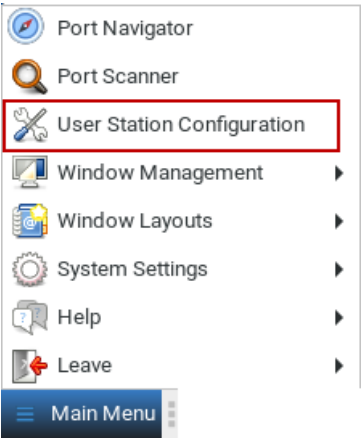 Port Navigator
Port Scanner
User Station Configuration
Window Management
Window Layouts
System Settings
Help
Leave
Main Menu